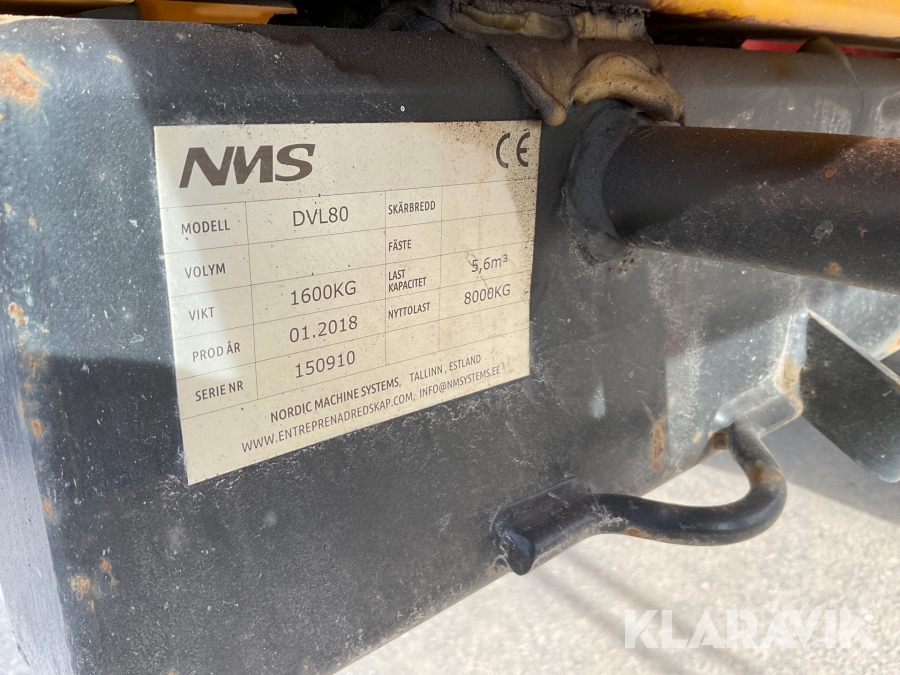 NMS CE
MODELL DVL80 SKÄRBREDD
VOLYM FÄSTE
VIKT 1600KG LAST KAPACITET 5,6m³
PROD ÅR 01.2018 NYTTOLAST 8000KG
SERIE NR 150910
NORDIC MACHINE SYSTEMS, TALLINN, ESTLAND
WWW.ENTREPRENADREDSKAP.COM, INFO@NMSYSTEMS.EE
KLARAVIK